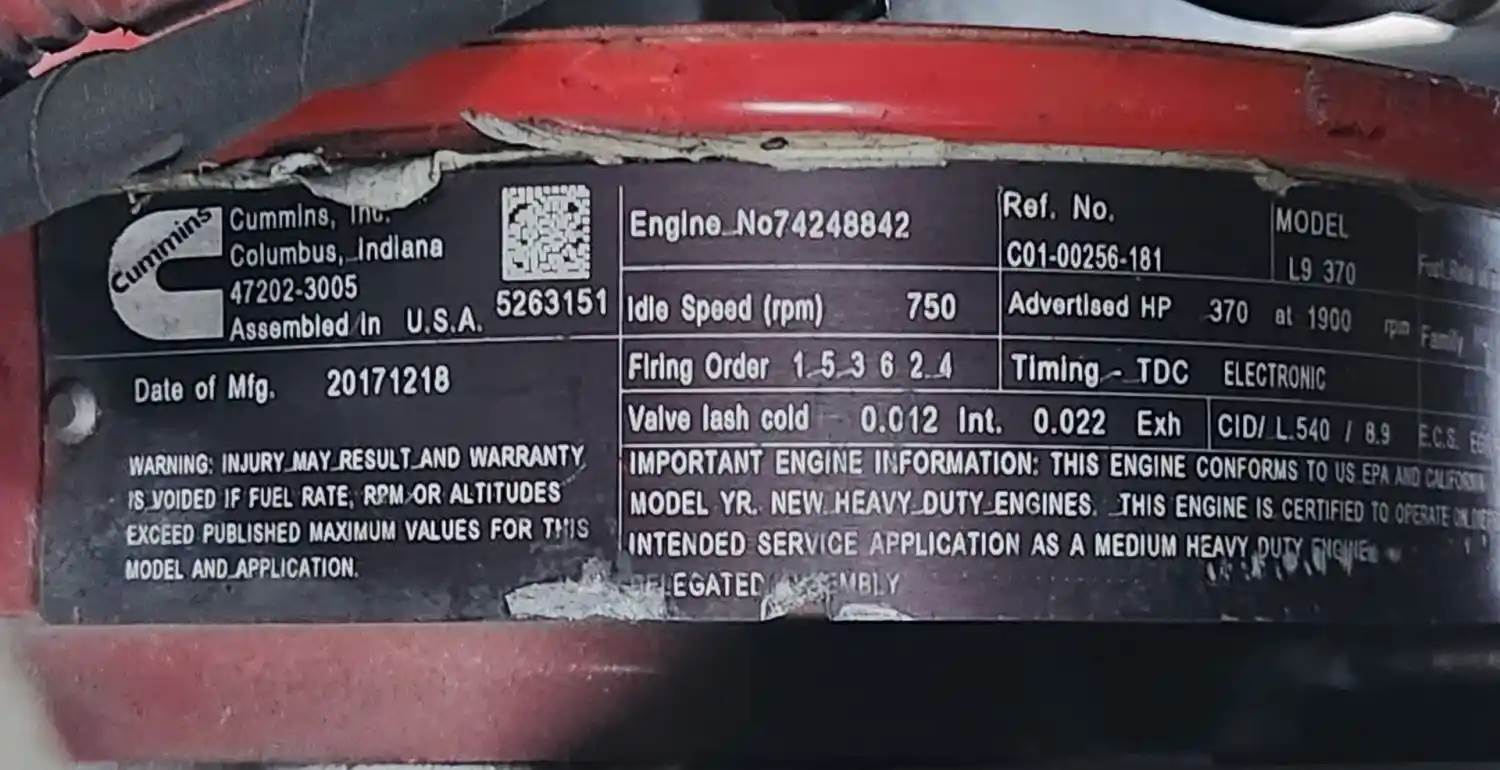 Cummins
Cummins, Inc.
Columbus, Indiana
47202-3005
Assembled in U.S.A.
5263151
Date of Mfg. 20171218
WARNING: INJURY MAY RESULT AND WARRANTY
IS VOIDED IF FUEL RATE, RPM OR ALTITUDES
EXCEED PUBLISHED MAXIMUM VALUES FOR THIS
MODEL AND APPLICATION.
Engine No74248842
Ref. No.
C01-00256-181
MODEL
L9 370
Idle Speed (rpm) 750
Advertised HP 370 at 1900 rpm
Family
Firing Order 1 5 3 6 2 4
Timing - TDC ELECTRONIC
Valve lash cold 0.012 Int. 0.022 Exh
CID/ L.540 / 8.9
E.C.S.
IMPORTANT ENGINE INFORMATION: THIS ENGINE CONFORMS TO US EPA AND CALIFORNIA
MODEL YR. NEW HEAVY DUTY ENGINES. THIS ENGINE IS CERTIFIED TO OPERATE ON
INTENDED SERVICE APPLICATION AS A MEDIUM HEAVY DUTY ENGINE
DELEGATED ASSEMBLY